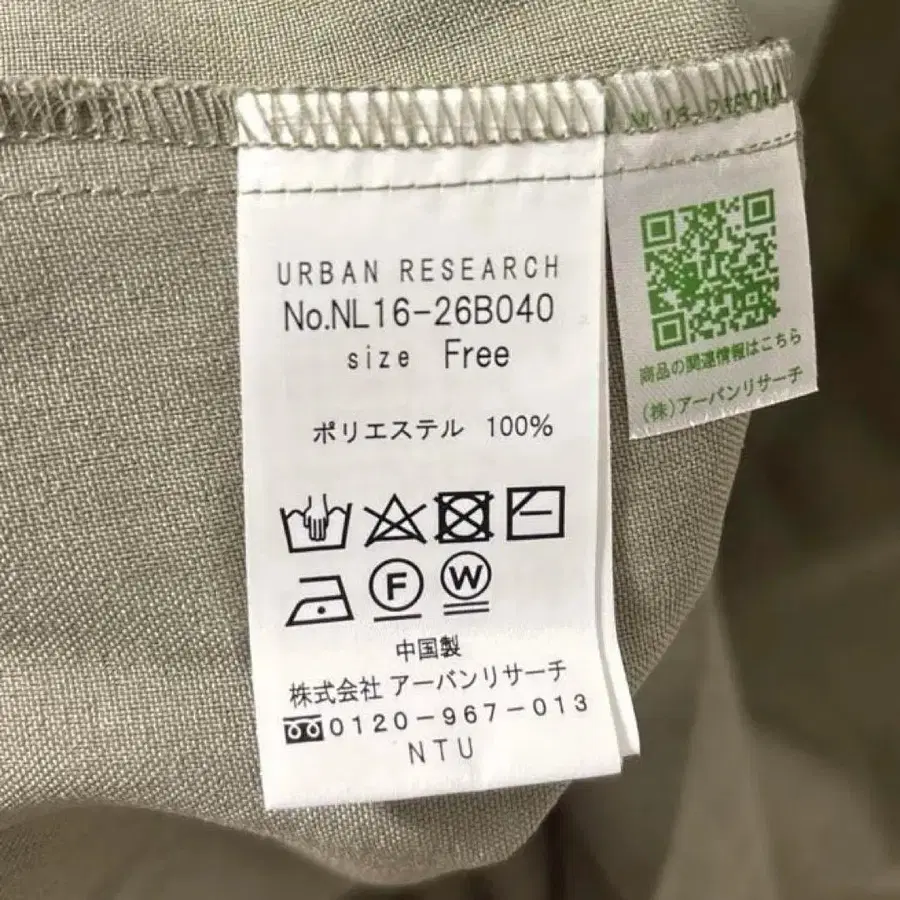 URBAN RESEARCH
No.NL16-26B040
size Free
ポリエステル 100%
F W
中国製
株式会社 アーバンリサーチ
0120-967-013
NTU
商品の関連情報はこちら
(株)アーバンリサーチ